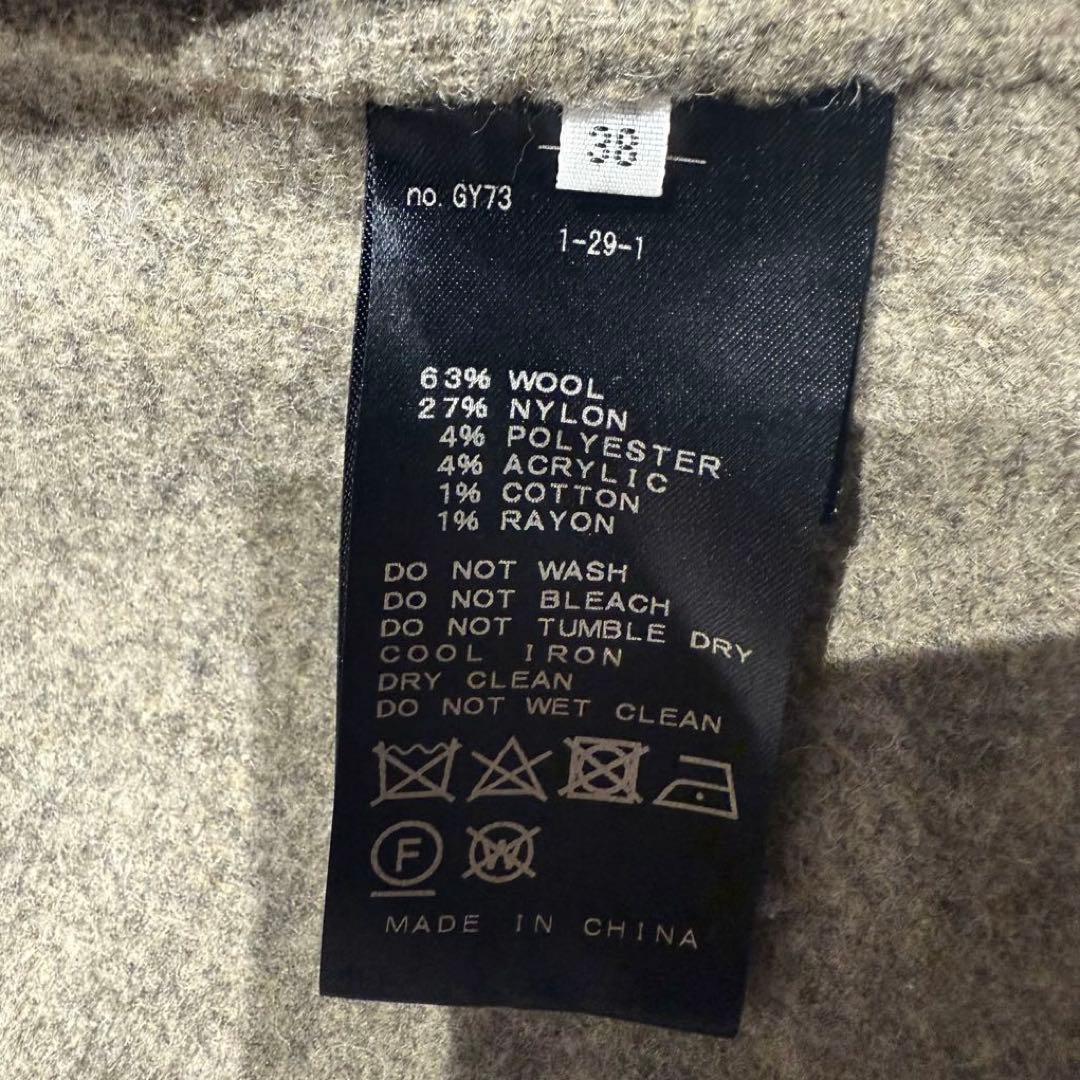 38
no. GY73
1-29-1
63% WOOL
27% NYLON
4% POLYESTER
4% ACRYLIC
1% COTTON
1% RAYON
DO NOT WASH
DO NOT BLEACH
DO NOT TUMBLE DRY
COOL IRON
DRY CLEAN
DO NOT WET CLEAN
F W
MADE IN CHINA